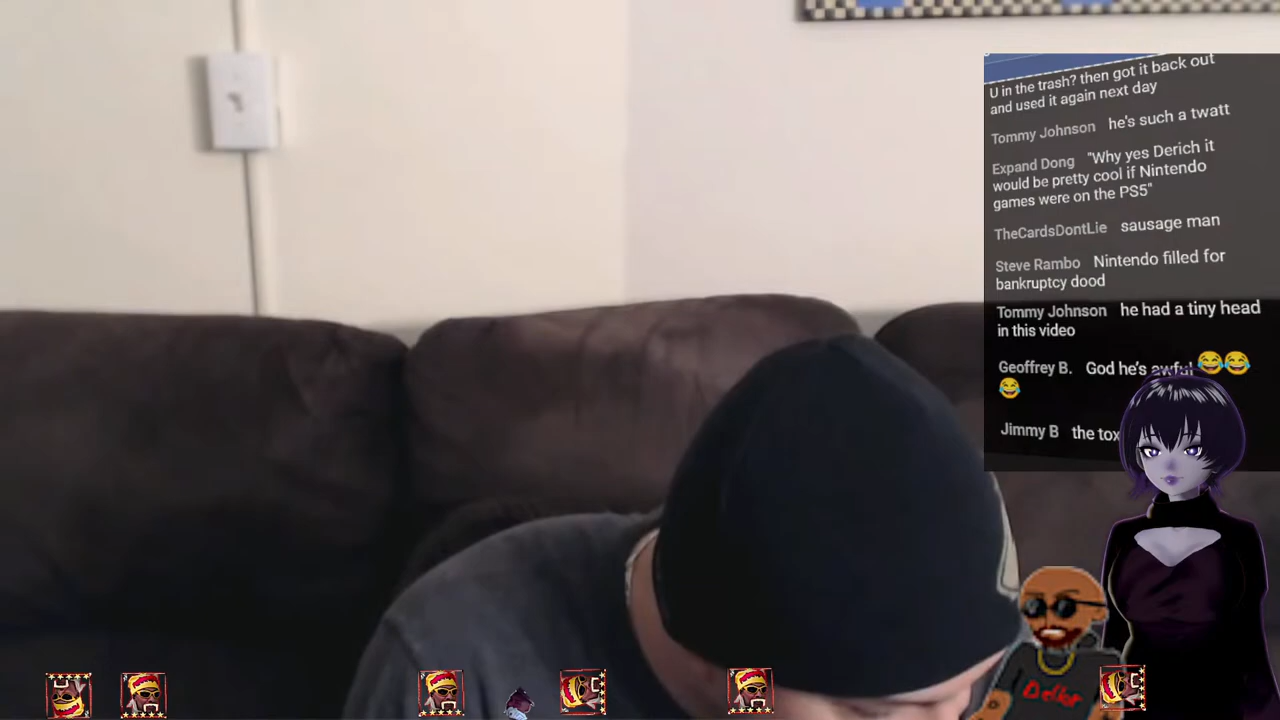 U in the trash? then got it back out
and used it again next day
Tommy Johnson he's such a twatt
Expand Dong "Why yes Derich it
would be pretty cool if Nintendo
games were on the PS5"
TheCardsDontLie sausage man
Steve Rambo Nintendo filled for
bankruptcy dood
Tommy Johnson he had a tiny head
in this video
Geoffrey B. God he's awful 😂😂
😂
Jimmy B the